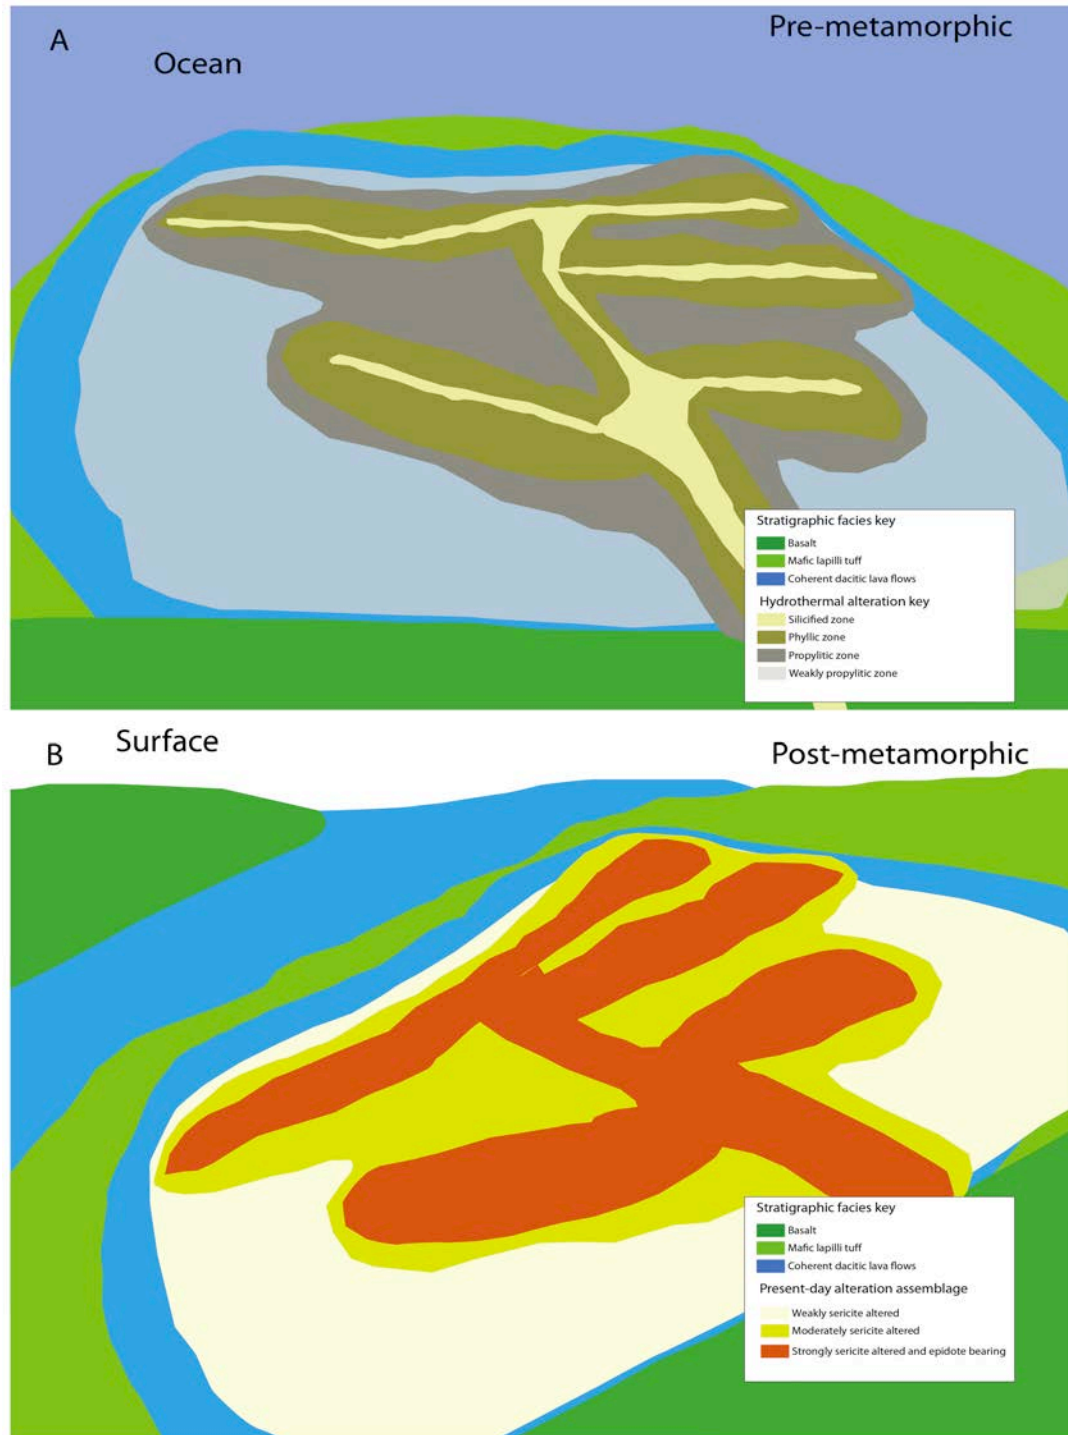 A
Pre-metamorphic
Ocean
Stratigraphic facies key
Basalt
Mafic lapilli tuff
Coherent dacitic lava flows
Hydrothermal alteration key
Silicified zone
Phyllic zone
Propylitic zone
Weakly propylitic zone
B
Surface
Post-metamorphic
Stratigraphic facies key
Basalt
Mafic lapilli tuff
Coherent dacitic lava flows
Present-day alteration assemblage
Weakly sericite altered
Moderately sericite altered
Strongly sericite altered and epidote bearing